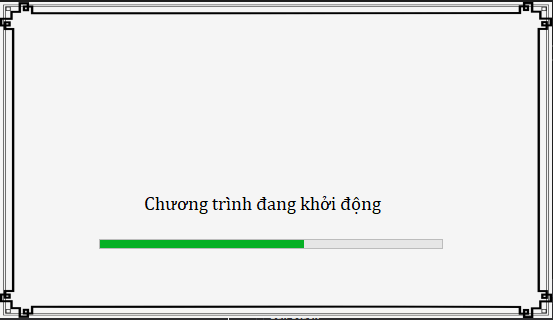 Chương trình đang khởi động